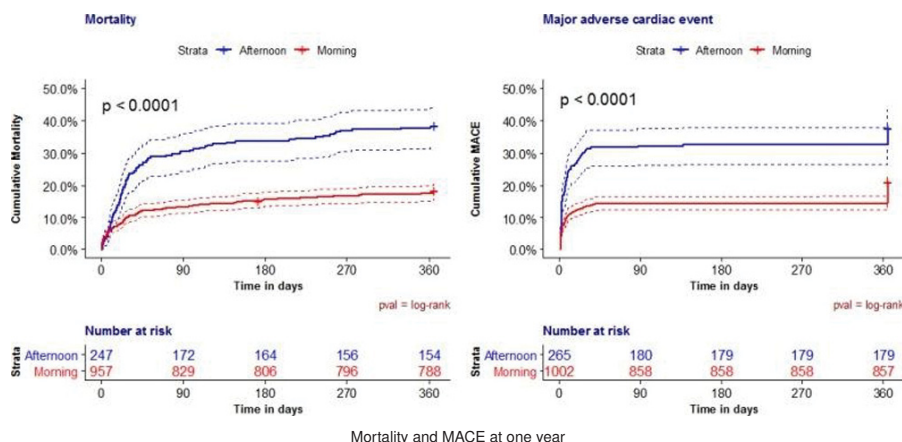 Mortality
Strata Afternoon Morning
50.0%
40.0%
30.0%
20.0%
10.0%
0.0%
p < 0.0001
Cumulative Mortality
0 90 180 270 360
Time in days
pval = log-rank
Number at risk
Strata
Afternoon 247 172 164 156 154
Morning 957 829 806 796 788
0 90 180 270 360
Time in days
Major adverse cardiac event
Strata Afternoon Morning
50.0%
40.0%
30.0%
20.0%
10.0%
0.0%
p < 0.0001
Cumulative MACE
0 90 180 270 360
Time in days
pval = log-rank
Number at risk
Strata
Afternoon 265 180 179 179 179
Morning 1002 858 858 858 857
0 90 180 270 360
Time in days
Mortality and MACE at one year